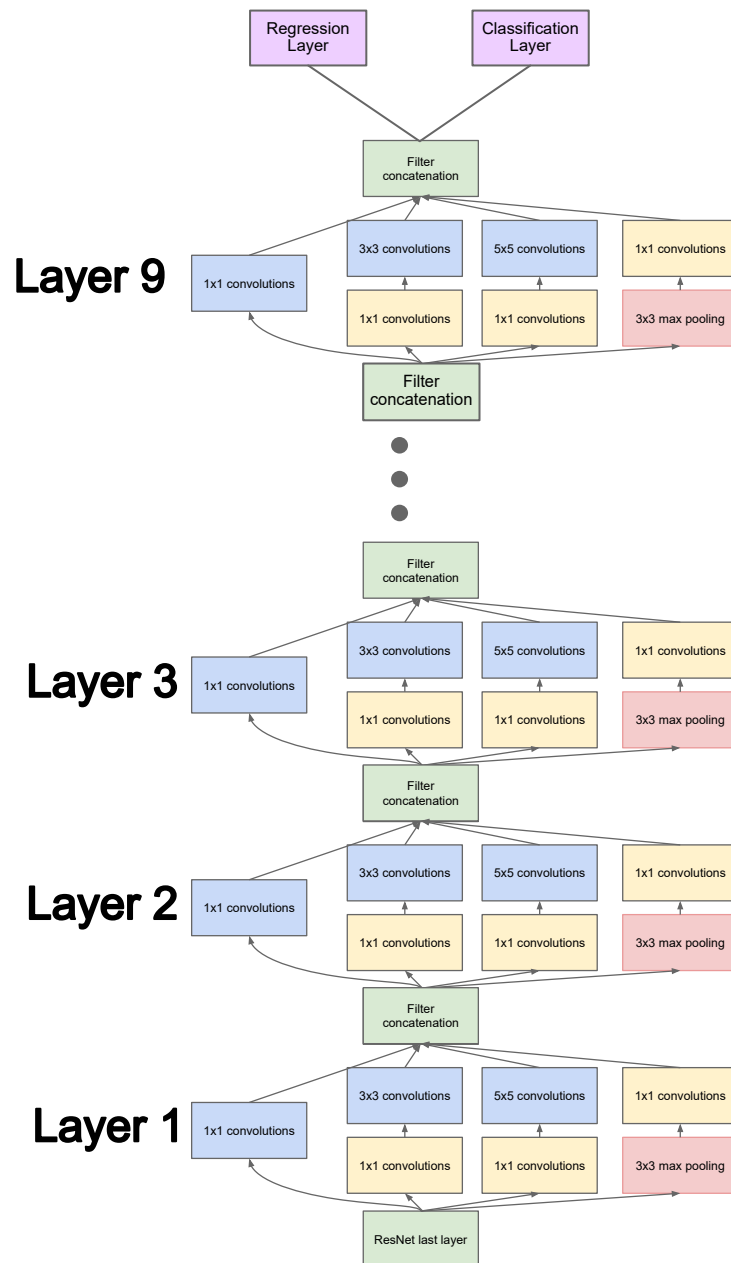 Regression
Layer
Classification
Layer
Filter
concatenation
3x3 convolutions
5x5 convolutions
1x1 convolutions
Layer 9
1x1 convolutions
1x1 convolutions
1x1 convolutions
3x3 max pooling
Filter
concatenation
Filter
concatenation
3x3 convolutions
5x5 convolutions
1x1 convolutions
Layer 3
1x1 convolutions
1x1 convolutions
1x1 convolutions
3x3 max pooling
Filter
concatenation
3x3 convolutions
5x5 convolutions
1x1 convolutions
Layer 2
1x1 convolutions
1x1 convolutions
1x1 convolutions
3x3 max pooling
Filter
concatenation
3x3 convolutions
5x5 convolutions
1x1 convolutions
Layer 1
1x1 convolutions
1x1 convolutions
1x1 convolutions
3x3 max pooling
ResNet last layer